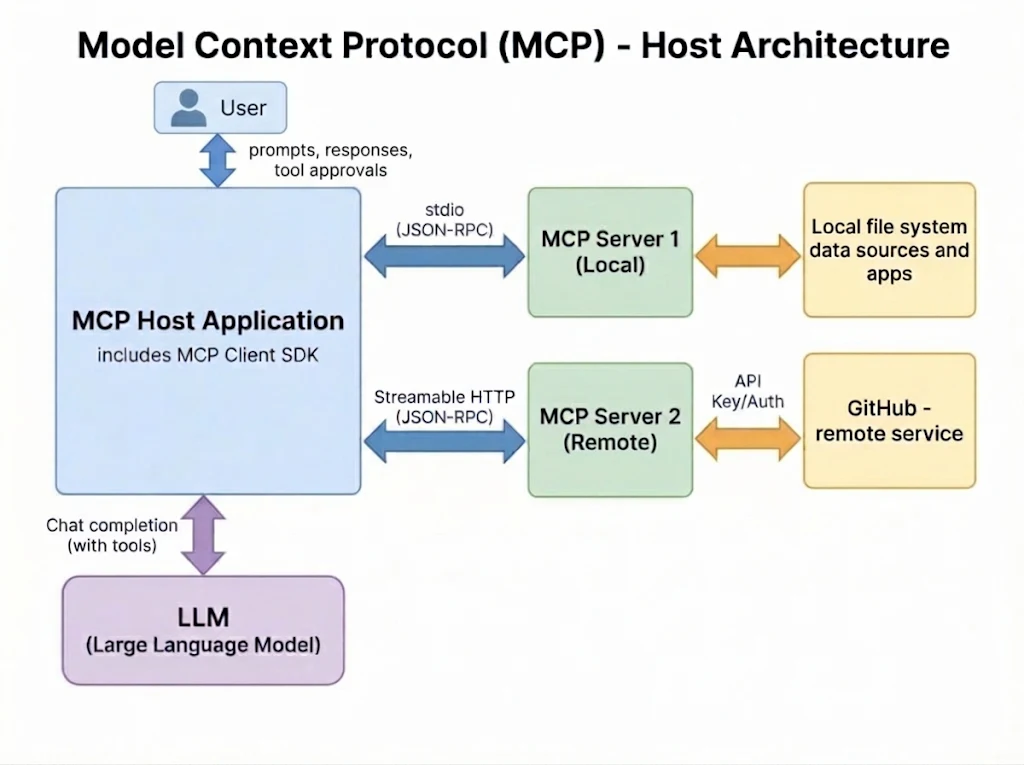 Model Context Protocol (MCP) - Host Architecture
User
prompts, responses,
tool approvals
stdio
(JSON-RPC)
MCP Server 1
(Local)
Local file system
data sources and
apps
MCP Host Application
includes MCP Client SDK
Streamable HTTP
(JSON-RPC)
MCP Server 2
(Remote)
API
Key/Auth
GitHub -
remote service
Chat completion
(with tools)
LLM
(Large Language Model)